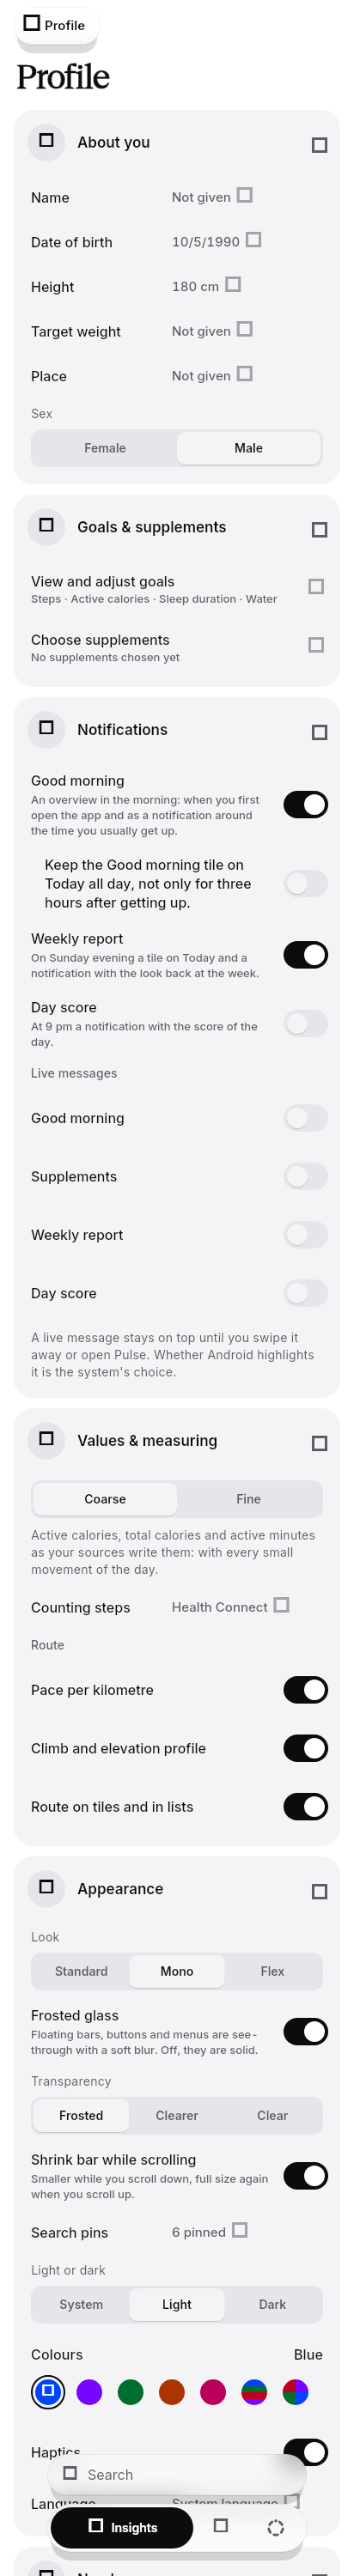 Profile
Profile
About you
Name Not given
Date of birth 10/5/1990
Height 180 cm
Target weight Not given
Place Not given
Sex
Female Male
Goals & supplements
View and adjust goals
Steps · Active calories · Sleep duration · Water
Choose supplements
No supplements chosen yet
Notifications
Good morning
An overview in the morning: when you first
open the app and as a notification around
the time you usually get up.
Keep the Good morning tile on
Today all day, not only for three
hours after getting up.
Weekly report
On Sunday evening a tile on Today and a
notification with the look back at the week.
Day score
At 9 pm a notification with the score of the
day.
Live messages
Good morning
Supplements
Weekly report
Day score
A live message stays on top until you swipe it
away or open Pulse. Whether Android highlights
it is the system's choice.
Values & measuring
Coarse Fine
Active calories, total calories and active minutes
as your sources write them: with every small
movement of the day.
Counting steps Health Connect
Route
Pace per kilometre
Climb and elevation profile
Route on tiles and in lists
Appearance
Look
Standard Mono Flex
Frosted glass
Floating bars, buttons and menus are see-
through with a soft blur. Off, they are solid.
Transparency
Frosted Clearer Clear
Shrink bar while scrolling
Smaller while you scroll down, full size again
when you scroll up.
Search pins 6 pinned
Light or dark
System Light Dark
Colours Blue
Haptics
Search
Language System language
Insights